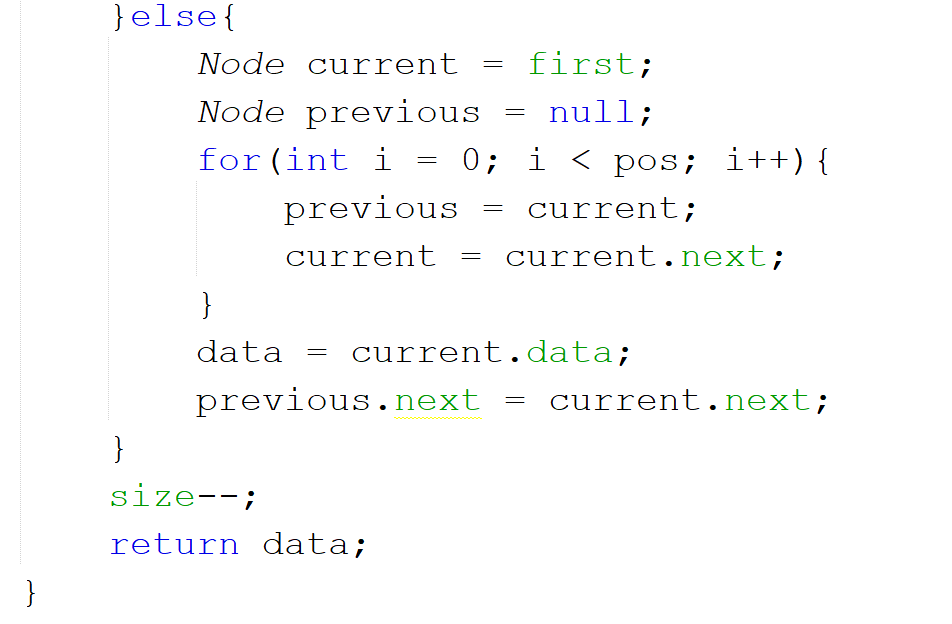 }else{
Node current = first;
Node previous = null;
for(int i = 0; i < pos; i++){
previous = current;
current = current.next;
}
data = current.data;
previous.next = current.next;
}
size--;
return data;
}